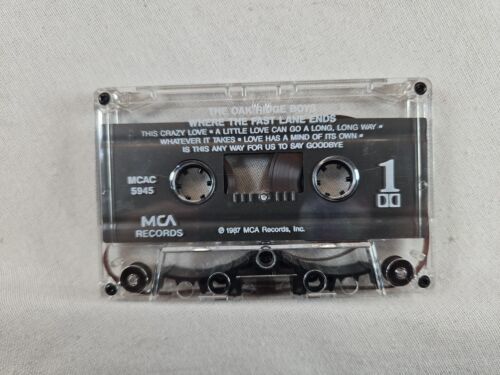 THE OAK RIDGE BOYS
WHERE THE FAST LANE ENDS
THIS CRAZY LOVE • A LITTLE LOVE CAN GO A LONG, LONG WAY •
WHATEVER IT TAKES • LOVE HAS A MIND OF ITS OWN •
IS THIS ANY WAY FOR US TO SAY GOODBYE
MCAC
5945
1
MCA
RECORDS
℗ 1987 MCA Records, Inc.